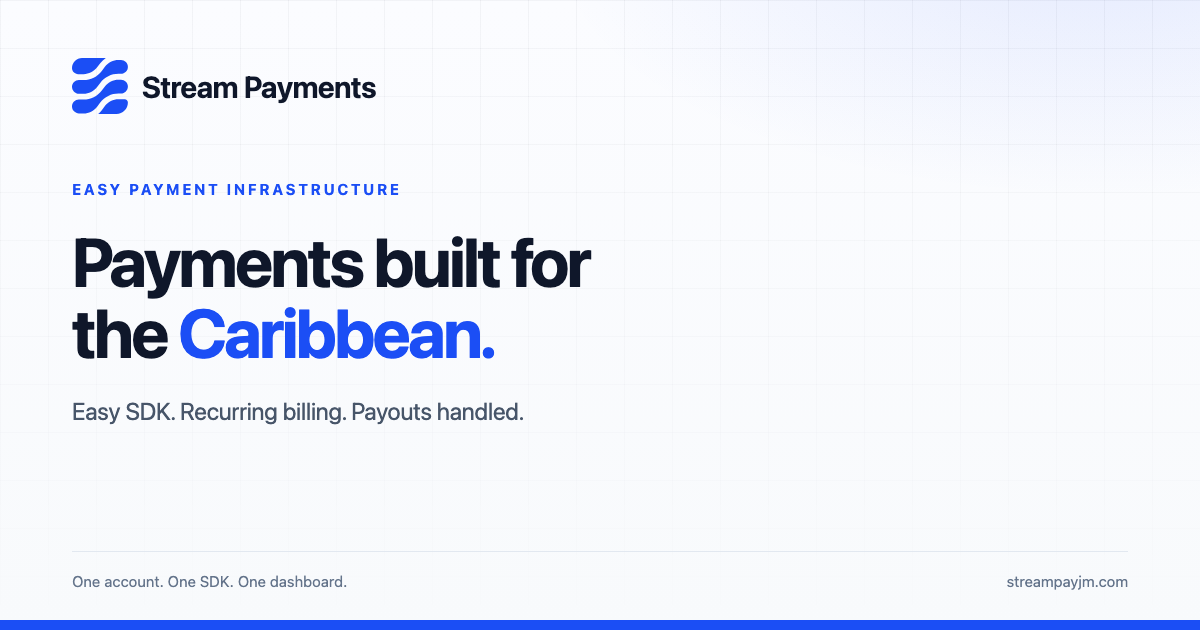 Stream Payments
EASY PAYMENT INFRASTRUCTURE
Payments built for
the Caribbean.
Easy SDK. Recurring billing. Payouts handled.
One account. One SDK. One dashboard.
streampayjm.com